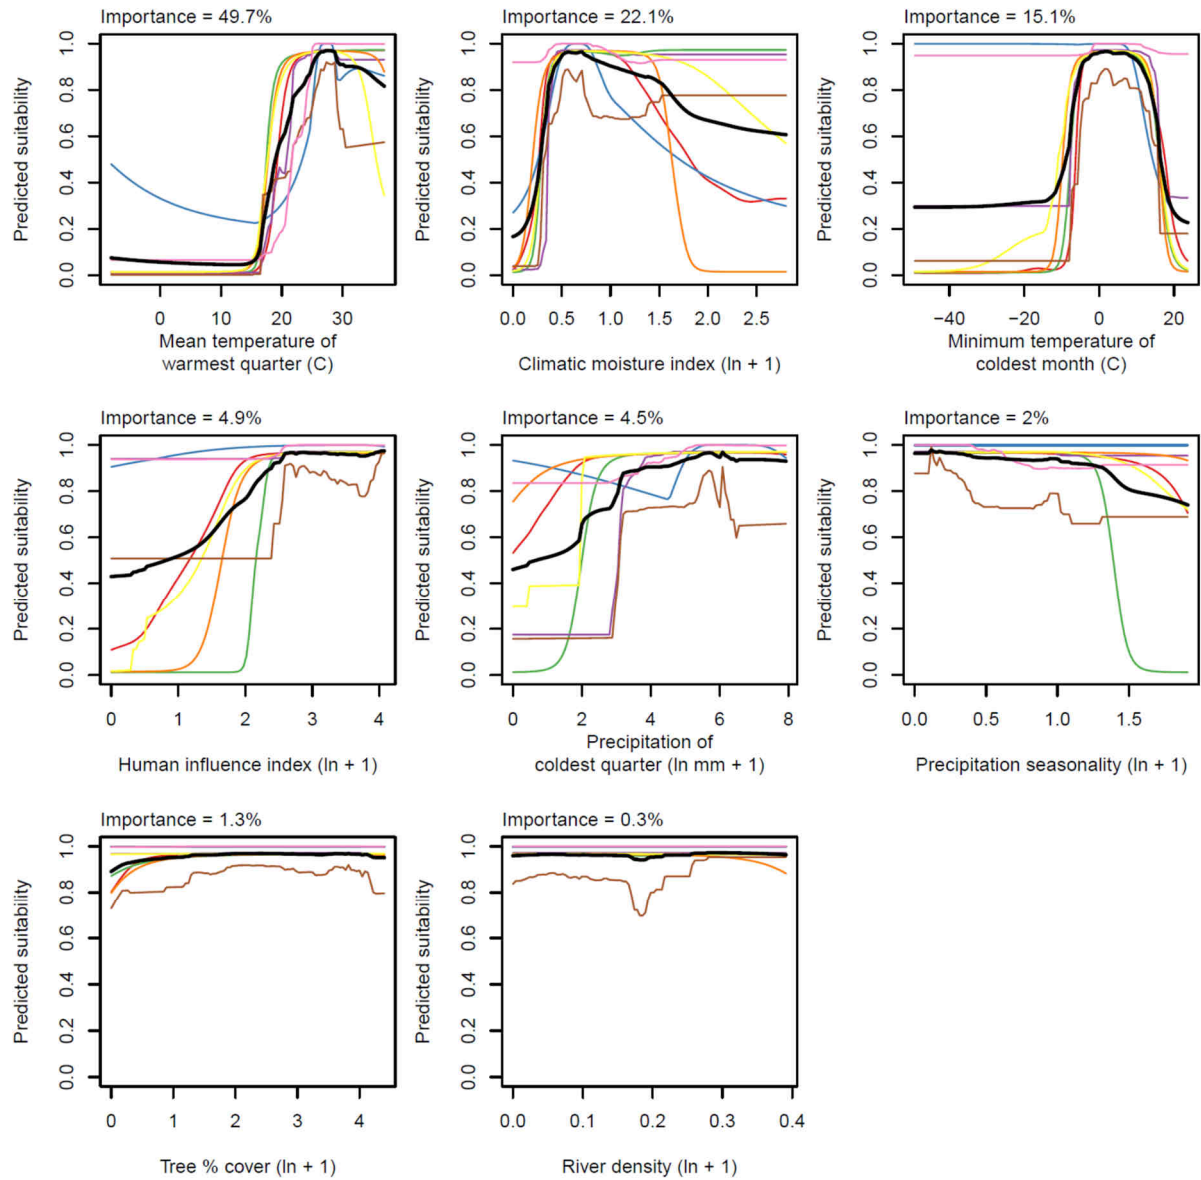 Importance = 49.7%
Predicted suitability
0.0 0.2 0.4 0.6 0.8 1.0
0 10 20 30
Mean temperature of
warmest quarter (C)
Importance = 22.1%
Predicted suitability
0.0 0.2 0.4 0.6 0.8 1.0
0.0 0.5 1.0 1.5 2.0 2.5
Climatic moisture index (ln + 1)
Importance = 15.1%
Predicted suitability
0.0 0.2 0.4 0.6 0.8 1.0
−40 −20 0 20
Minimum temperature of
coldest month (C)
Importance = 4.9%
Predicted suitability
0.0 0.2 0.4 0.6 0.8 1.0
0 1 2 3 4
Human influence index (ln + 1)
Importance = 4.5%
Predicted suitability
0.0 0.2 0.4 0.6 0.8 1.0
0 2 4 6 8
Precipitation of
coldest quarter (ln mm + 1)
Importance = 2%
Predicted suitability
0.0 0.2 0.4 0.6 0.8 1.0
0.0 0.5 1.0 1.5
Precipitation seasonality (ln + 1)
Importance = 1.3%
Predicted suitability
0.0 0.2 0.4 0.6 0.8 1.0
0 1 2 3 4
Tree % cover (ln + 1)
Importance = 0.3%
Predicted suitability
0.0 0.2 0.4 0.6 0.8 1.0
0.0 0.1 0.2 0.3 0.4
River density (ln + 1)